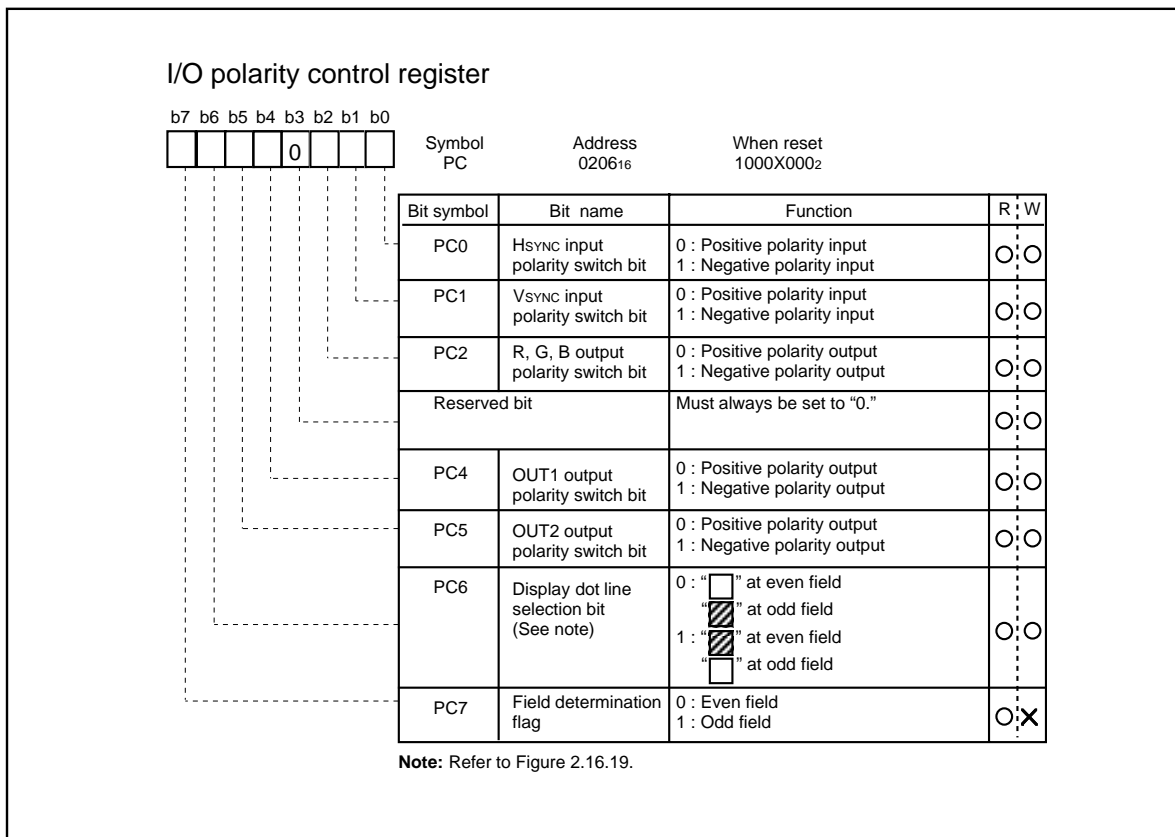 I/O polarity control register
b7 b6 b5 b4 b3 b2 b1 b0
0
Symbol Address When reset
PC 0206₁₆ 1000X000₂
Bit symbol Bit name Function R W
PC0 HSYNC input 0 : Positive polarity input
polarity switch bit 1 : Negative polarity input
PC1 VSYNC input 0 : Positive polarity input
polarity switch bit 1 : Negative polarity input
PC2 R, G, B output 0 : Positive polarity output
polarity switch bit 1 : Negative polarity output
Reserved bit Must always be set to “0.”
PC4 OUT1 output 0 : Positive polarity output
polarity switch bit 1 : Negative polarity output
PC5 OUT2 output 0 : Positive polarity output
polarity switch bit 1 : Negative polarity output
PC6 Display dot line 0 : “ ” at even field
selection bit “ ” at odd field
(See note) 1 : “ ” at even field
“ ” at odd field
PC7 Field determination 0 : Even field
flag 1 : Odd field
Note: Refer to Figure 2.16.19.